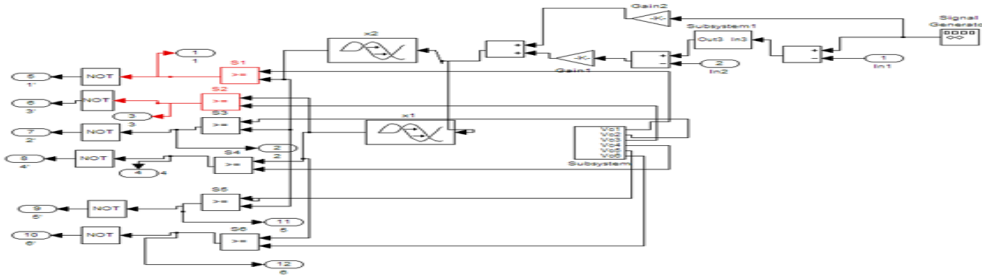 Gain2
Signal
Generator
x2
Subsystem1
Out3 In3
1
1
S1
>=
Gain1
2
In2
1
In1
5
1'
NOT
S2
>=
6
3'
NOT
3
3
S3
>=
x1
7
2'
NOT
2
2
Vo1
Vo2
Vo3
Vo4
Vo5
Vo6
Subsystem
8
4'
NOT
S4
>=
4
4
S5
>=
9
5'
NOT
11
5
S6
>=
10
6'
NOT
12
6